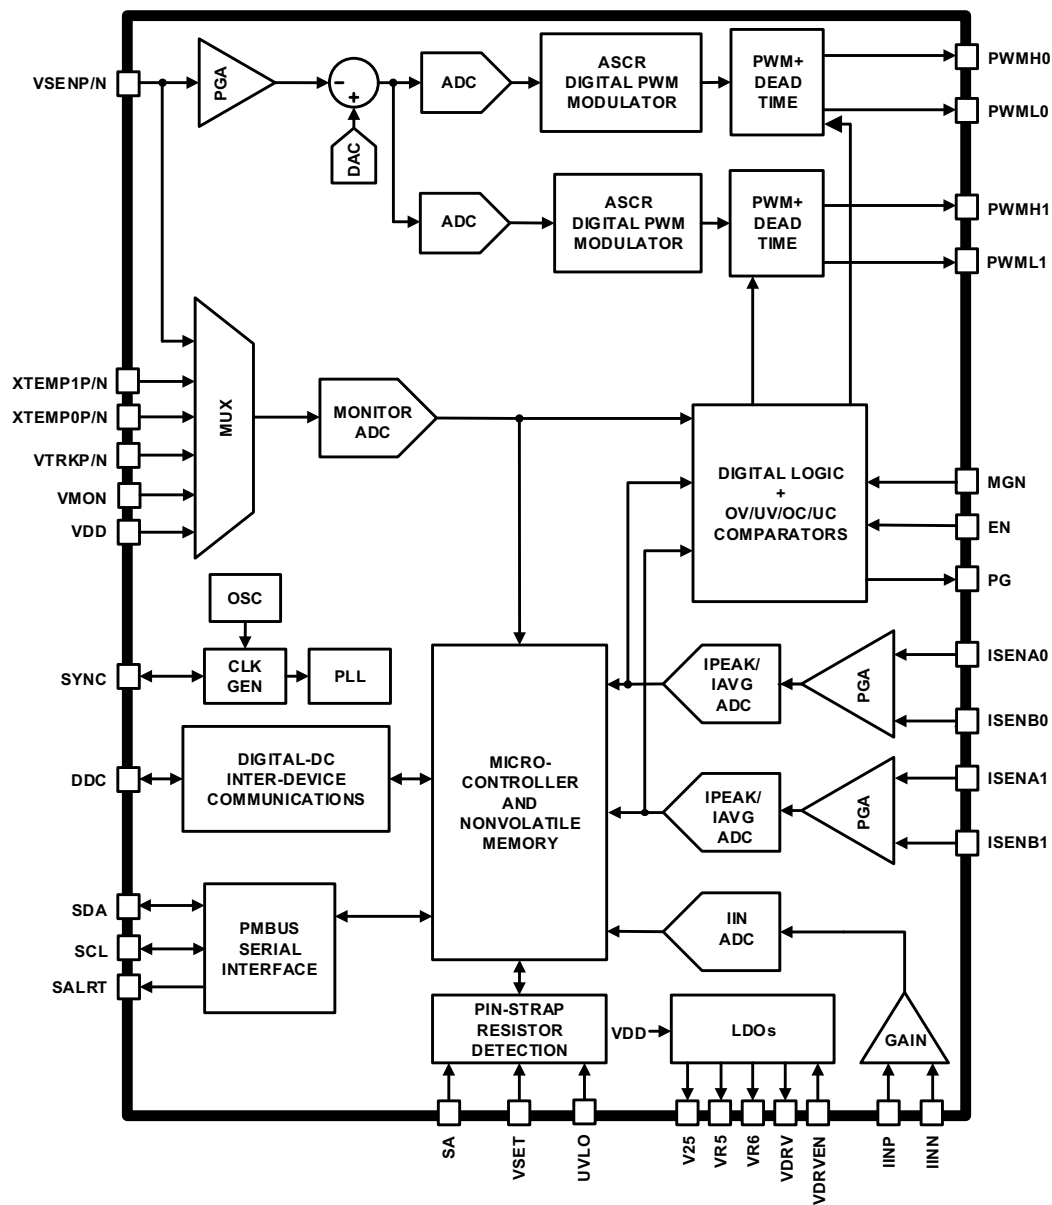 VSENP/N
PGA
−
+
DAC
ADC
ASCR
DIGITAL PWM
MODULATOR
PWM+
DEAD
TIME
PWMH0
PWML0
ADC
ASCR
DIGITAL PWM
MODULATOR
PWM+
DEAD
TIME
PWMH1
PWML1
XTEMP1P/N
XTEMP0P/N
VTRKP/N
VMON
VDD
MUX
MONITOR
ADC
DIGITAL LOGIC
+
OV/UV/OC/UC
COMPARATORS
MGN
EN
PG
OSC
SYNC
CLK
GEN
PLL
DDC
DIGITAL-DC
INTER-DEVICE
COMMUNICATIONS
MICRO-
CONTROLLER
AND
NONVOLATILE
MEMORY
IPEAK/
IAVG
ADC
PGA
ISENA0
ISENB0
IPEAK/
IAVG
ADC
PGA
ISENA1
ISENB1
SDA
SCL
SALRT
PMBUS
SERIAL
INTERFACE
IIN
ADC
PIN-STRAP
RESISTOR
DETECTION
VDD
LDOs
GAIN
SA
VSET
UVLO
V25
VR5
VR6
VDRV
VDRVEN
IINP
IINN